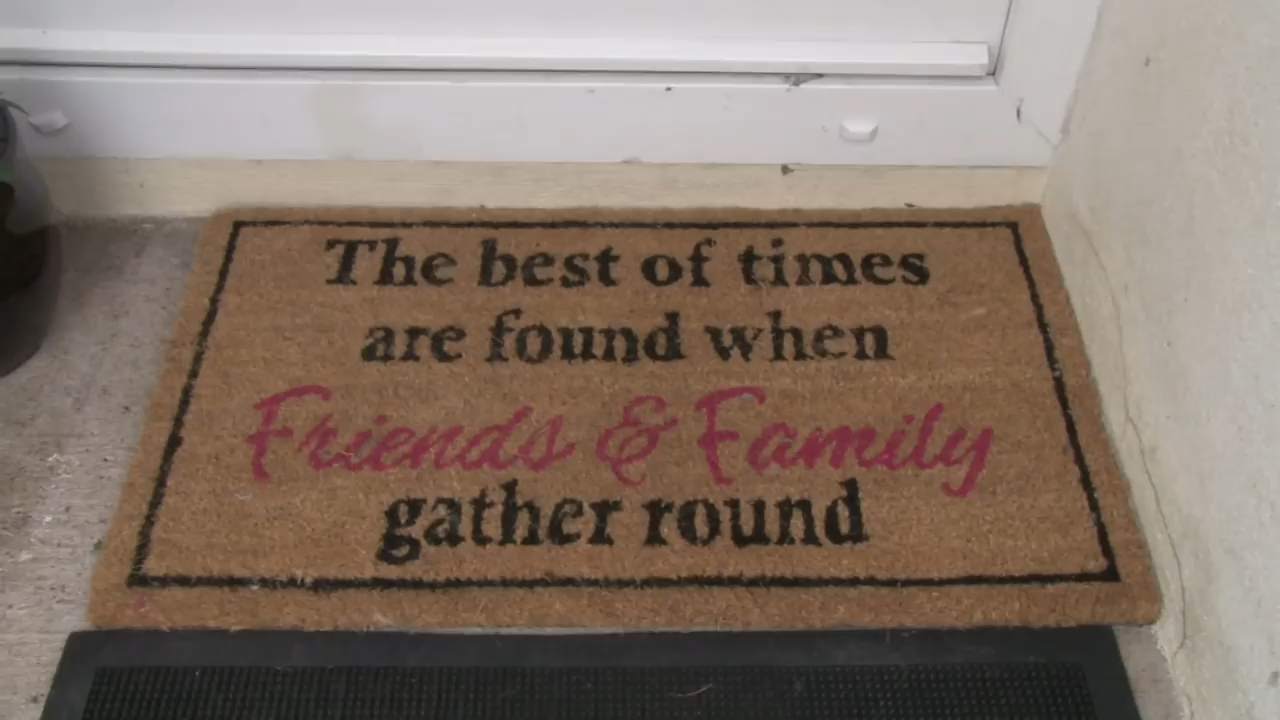 The best of times
are found when
Friends & Family
gather round